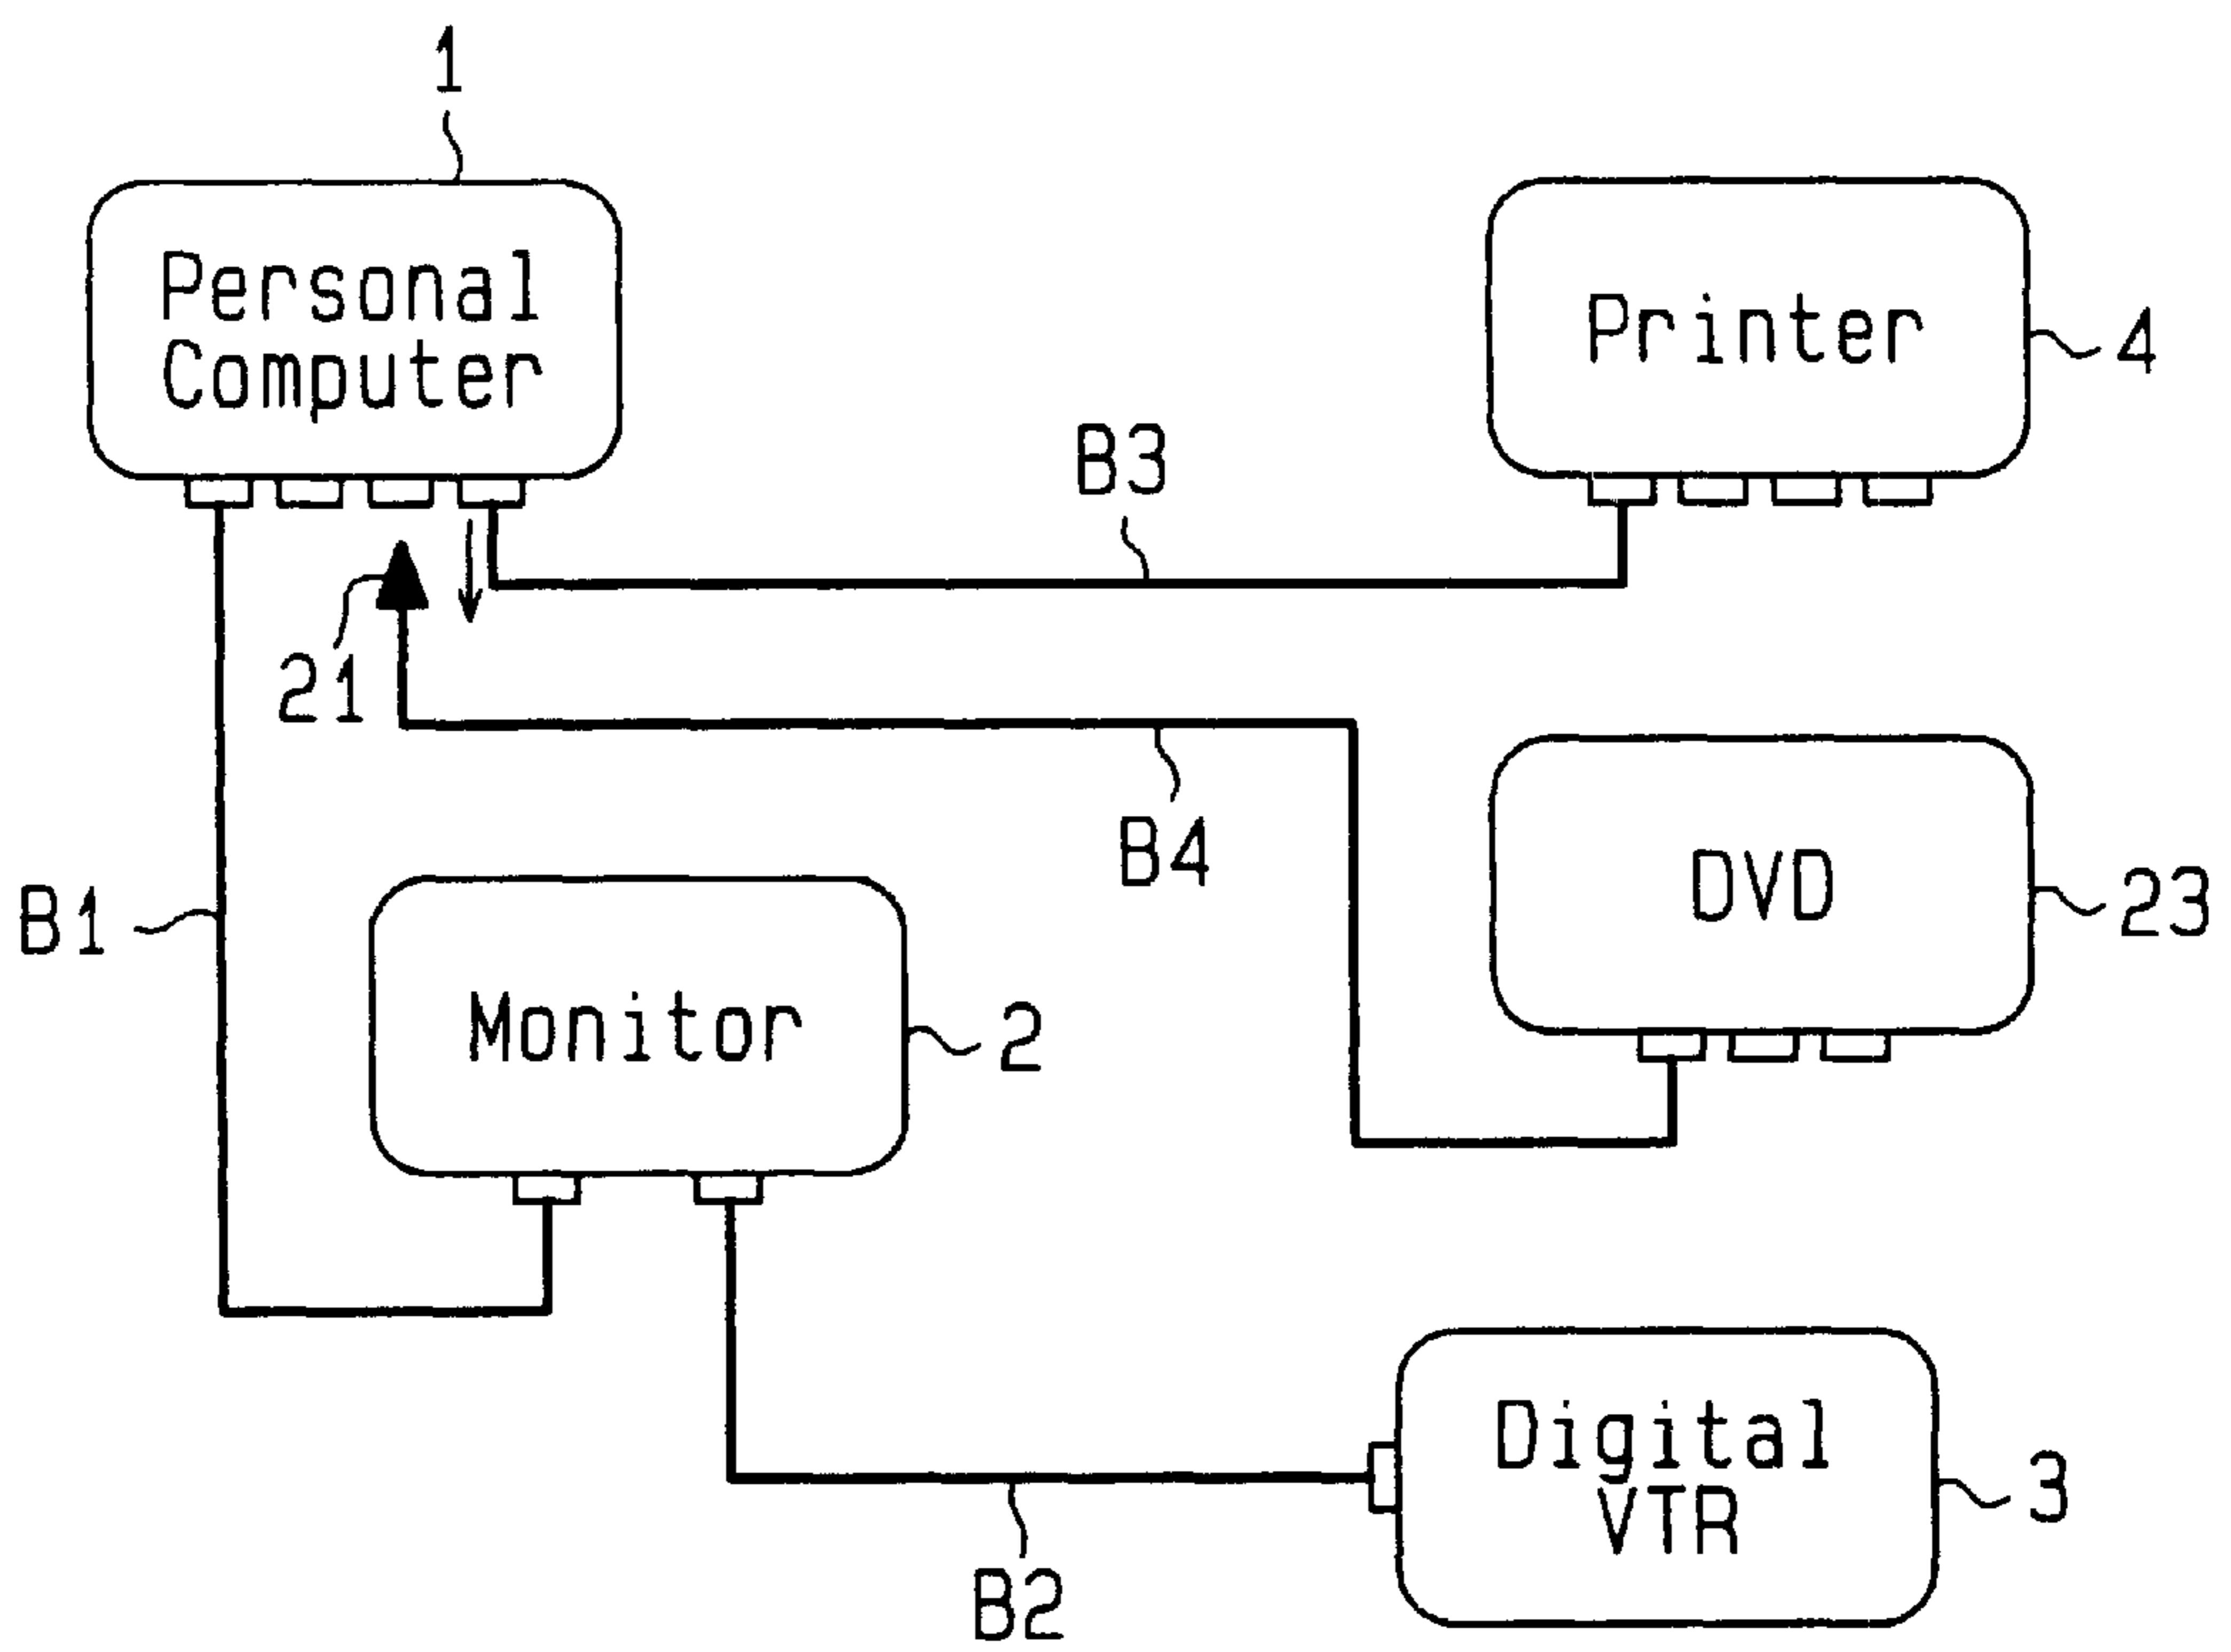 1
Personal
Computer
Printer
4
B3
21
B4
DVD
23
B1
Monitor
2
Digital
VTR
3
B2